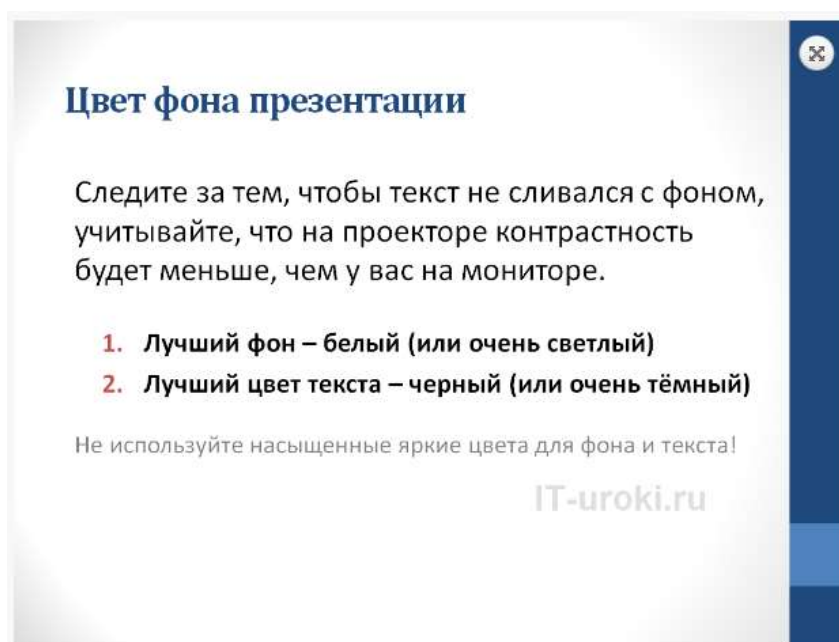 Цвет фона презентации
Следите за тем, чтобы текст не сливался с фоном,
учитывайте, что на проекторе контрастность
будет меньше, чем у вас на мониторе.
1. Лучший фон – белый (или очень светлый)
2. Лучший цвет текста – черный (или очень тёмный)
Не используйте насыщенные яркие цвета для фона и текста!
IT-uroki.ru